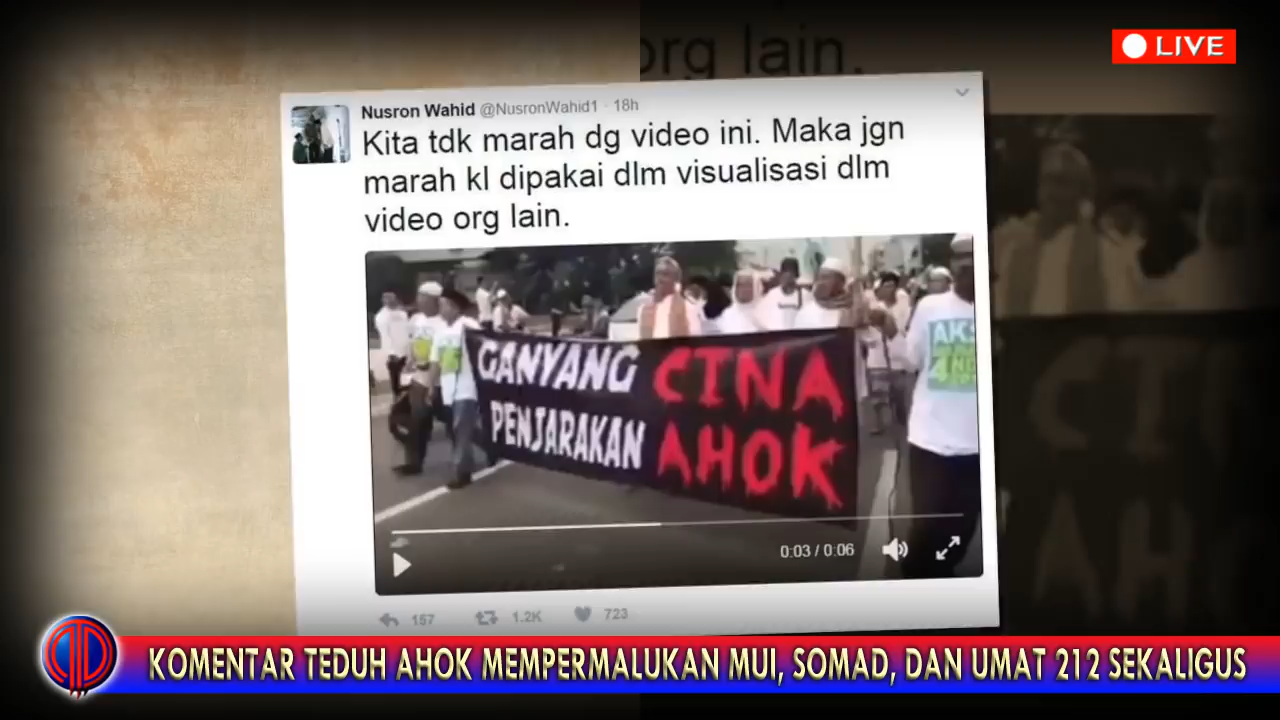 org lain.
LIVE
Nusron Wahid @NusronWahid1 · 18h
Kita tdk marah dg video ini. Maka jgn
marah kl dipakai dlm visualisasi dlm
video org lain.
GANYANG CINA
PENJARAKAN AHOK
AKS
0:03 / 0:06
157 1.2K 723
KOMENTAR TEDUH AHOK MEMPERMALUKAN MUI, SOMAD, DAN UMAT 212 SEKALIGUS